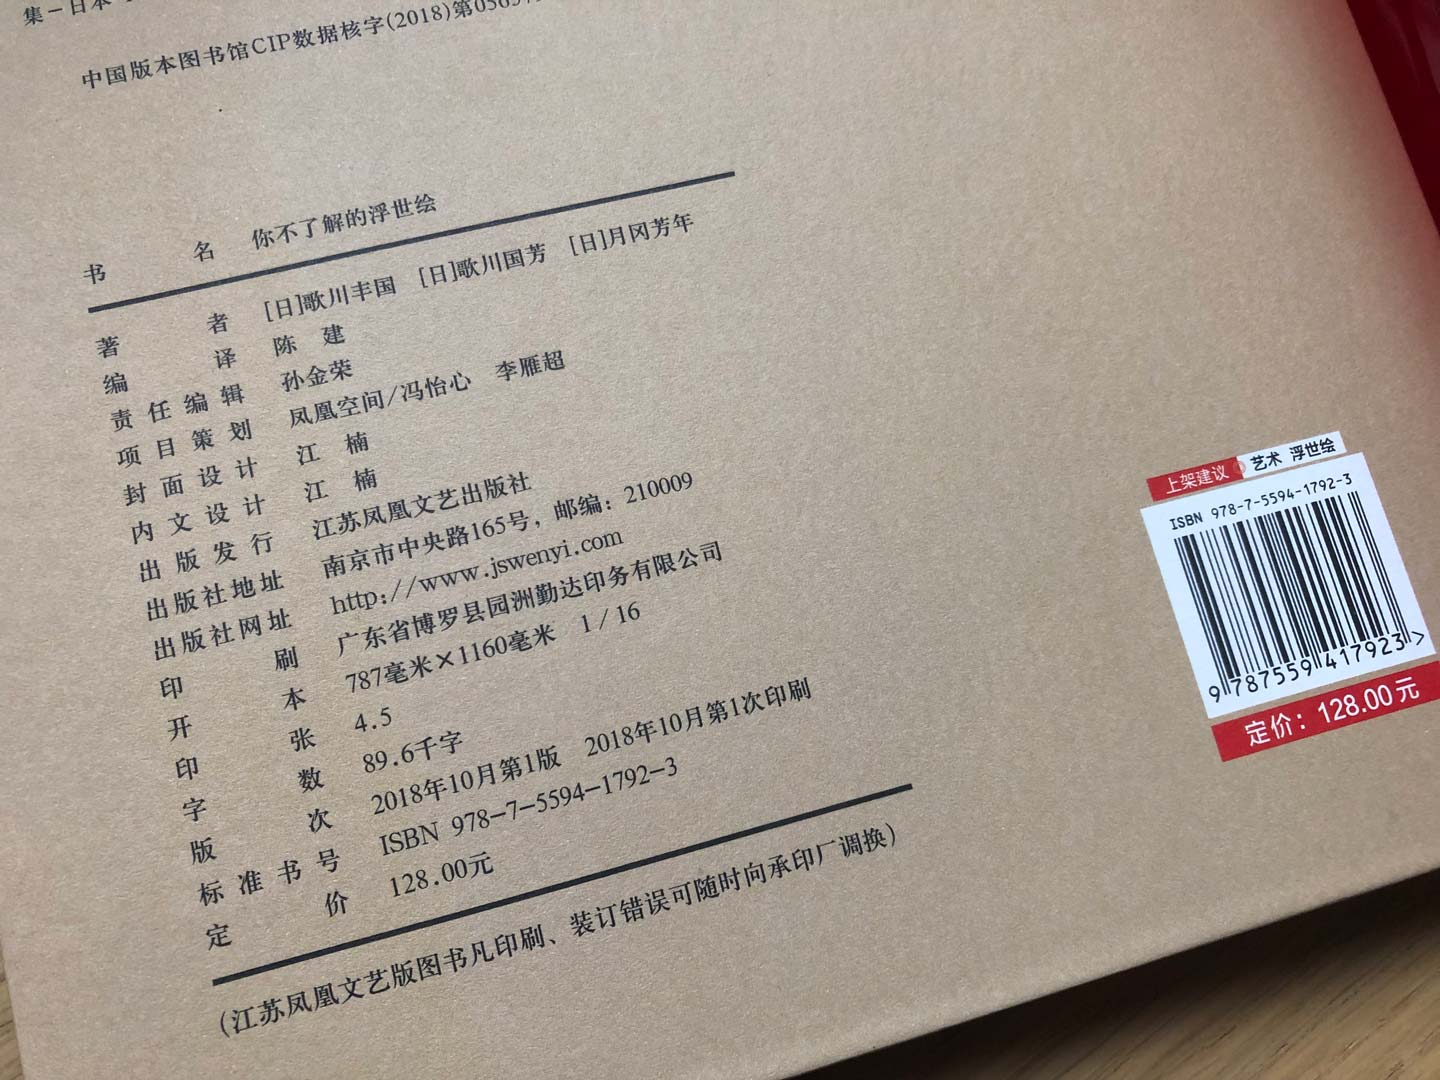 集－日本
中国版本图书馆CIP数据核字(2018)第0565
书 名 你不了解的浮世绘
著 者 [日]歌川丰国 [日]歌川国芳 [日]月冈芳年
编 译 陈 建
责任编辑 孙金荣
项目策划 凤凰空间/冯怡心 李雁超
封面设计 江 楠
内文设计 江 楠
出版发行 江苏凤凰文艺出版社
出版社地址 南京市中央路165号，邮编：210009
出版社网址 http://www.jswenyi.com
印 刷 广东省博罗县园洲勤达印务有限公司
开 本 787毫米×1160毫米 1/16
印 张 4.5
字 数 89.6千字
版 次 2018年10月第1版 2018年10月第1次印刷
标准书号 ISBN 978-7-5594-1792-3
定 价 128.00元
(江苏凤凰文艺版图书凡印刷、装订错误可随时向承印厂调换)
上架建议 艺术 浮世绘
ISBN 978-7-5594-1792-3
9 787559 417923 >
定价：128.00元